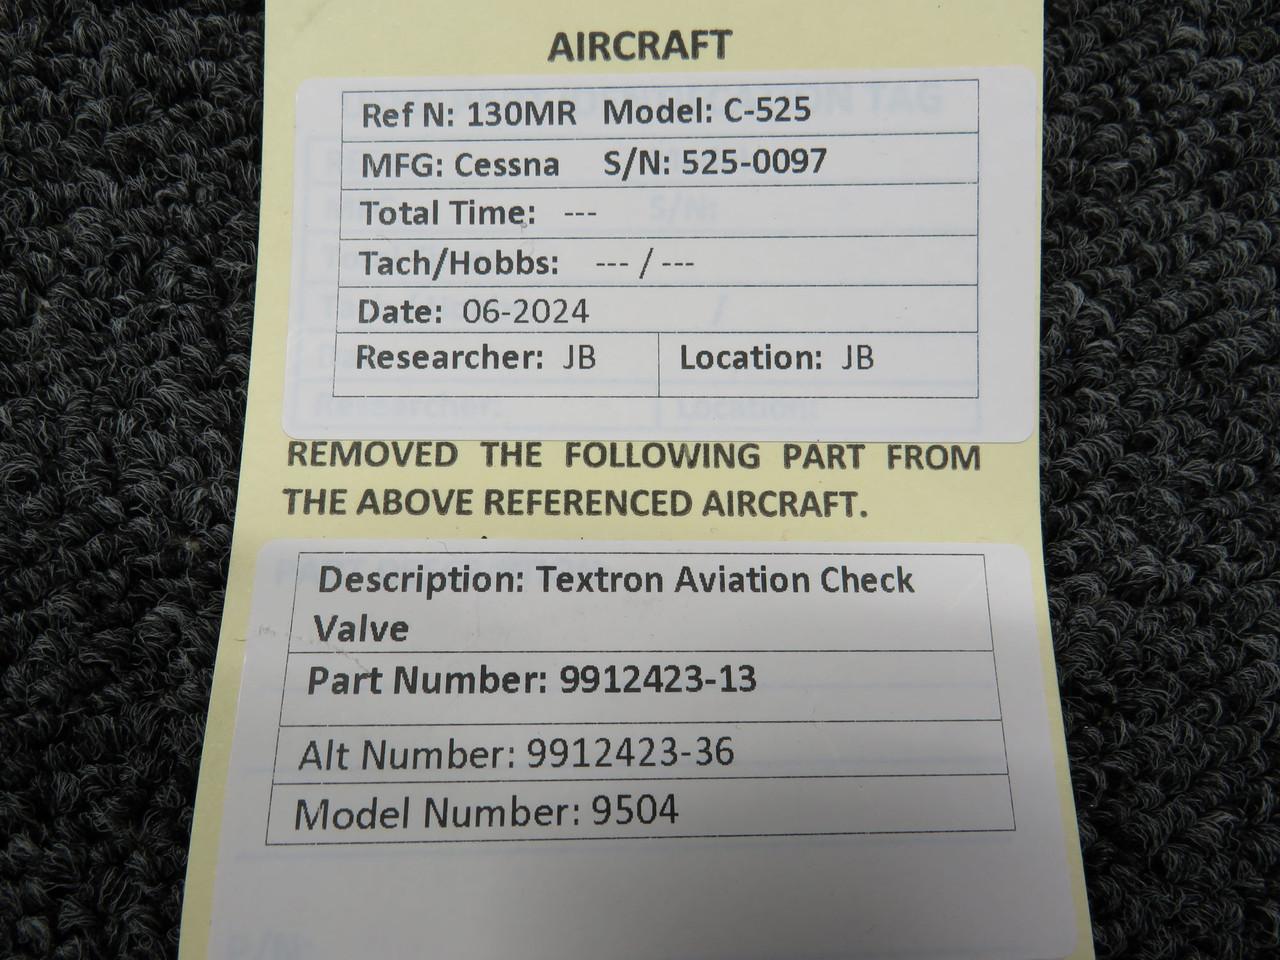 AIRCRAFT
Ref N: 130MR Model: C-525
MFG: Cessna S/N: 525-0097
Total Time: ---
Tach/Hobbs: --- / ---
Date: 06-2024
Researcher: JB Location: JB
REMOVED THE FOLLOWING PART FROM
THE ABOVE REFERENCED AIRCRAFT.
Description: Textron Aviation Check
Valve
Part Number: 9912423-13
Alt Number: 9912423-36
Model Number: 9504